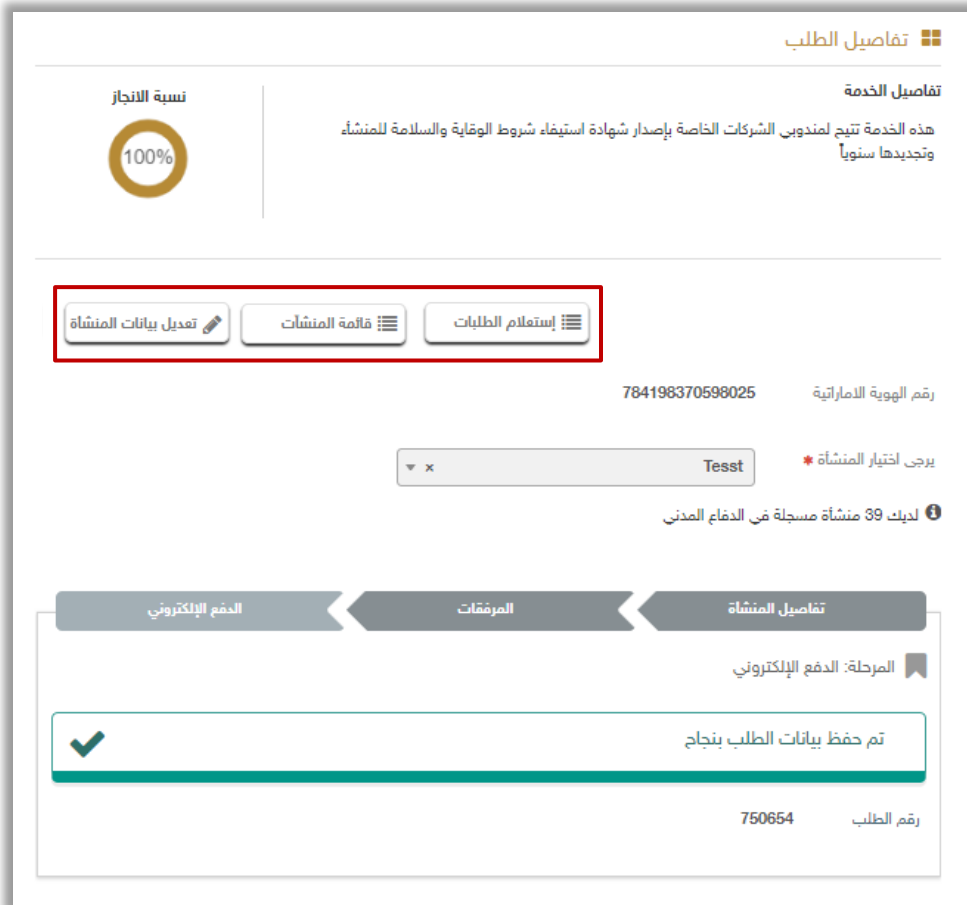 تفاصيل الطلب
تفاصيل الخدمة
هذه الخدمة تتيح لمندوبي الشركات الخاصة بإصدار شهادة استيفاء شروط الوقاية والسلامة للمنشأء
وتجديدها سنوياً
نسبة الانجاز
100%
إستعلام الطلبات
قائمة المنشآت
تعديل بيانات المنشأة
رقم الهوية الاماراتية 784198370598025
يرجى اختيار المنشأة * Tesst ×
لديك 39 منشأة مسجلة في الدفاع المدني
تفاصيل المنشأة
المرفقات
الدفع الإلكتروني
المرحلة: الدفع الإلكتروني
تم حفظ بيانات الطلب بنجاح
رقم الطلب 750654